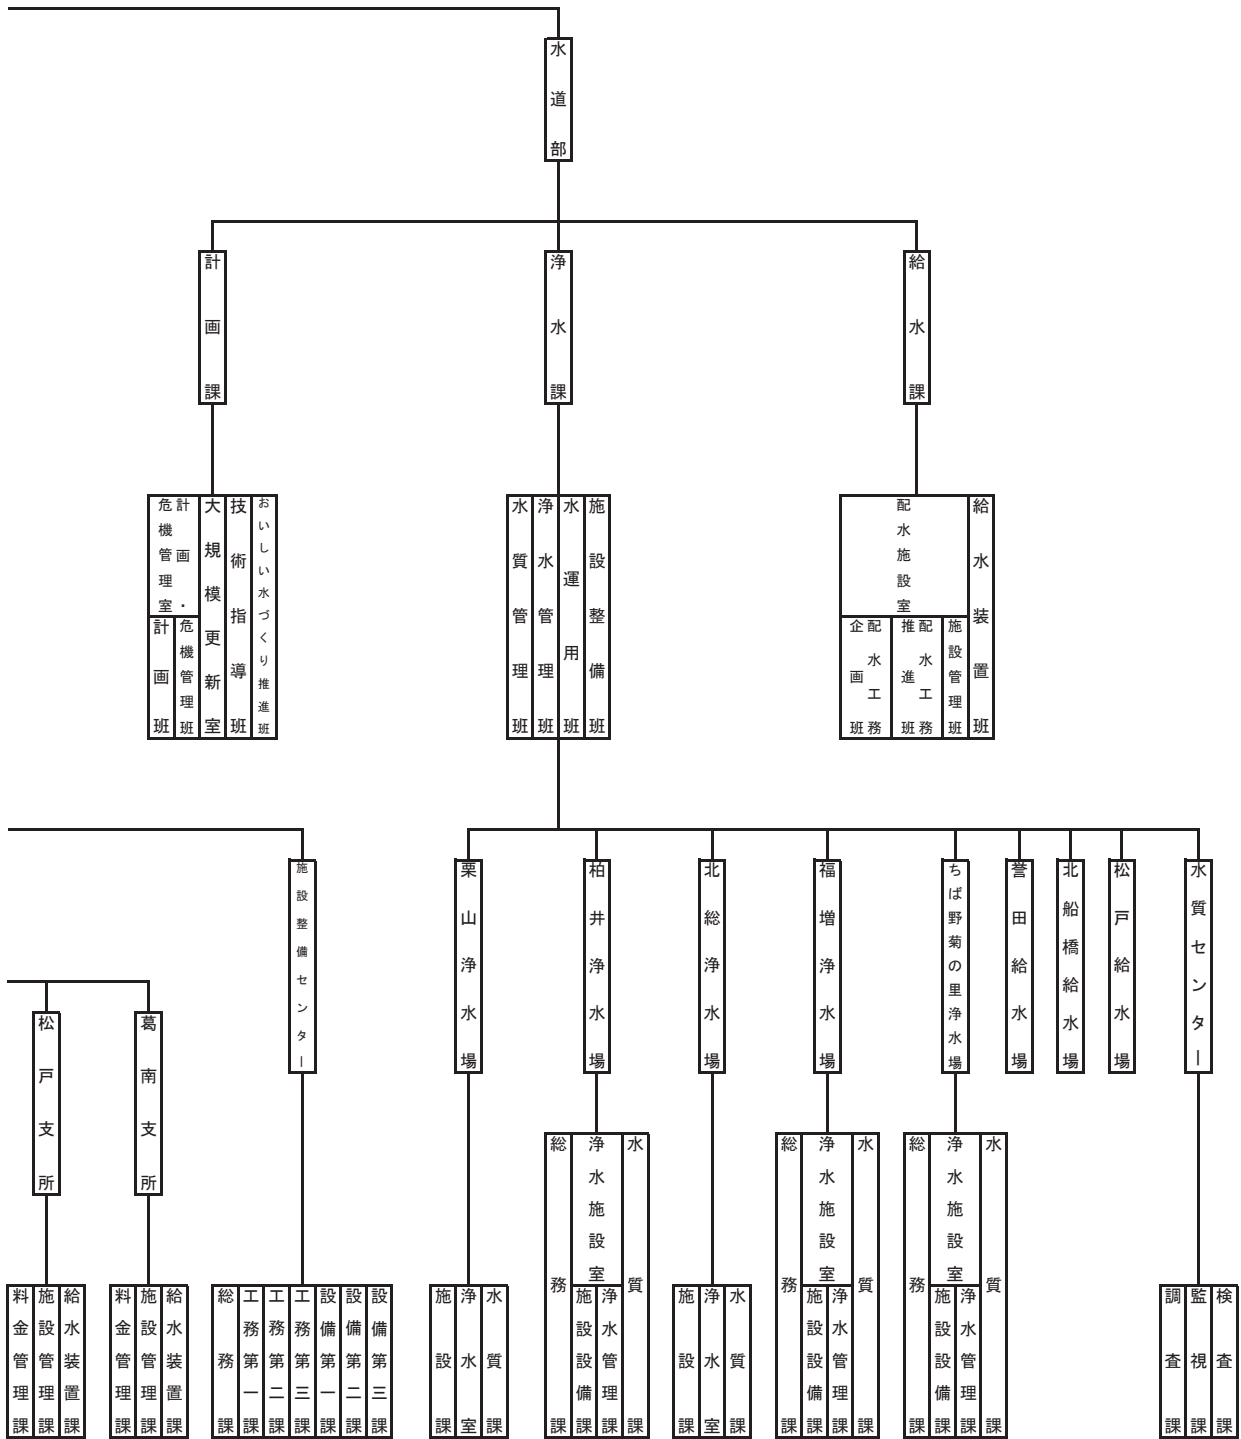 水道部
計画課
浄水課
給水課
計画・
危機管理室
計画班
危機管理班
大規模更新室
技術指導班
おいしい水づくり推進班
水質管理班
浄水管理班
水運用班
施設整備班
配水施設室
配水工務
企画班
配水工務
推進班
施設管理班
給水装置班
施設整備センター
栗山浄水場
柏井浄水場
北総浄水場
福増浄水場
ちば野菊の里浄水場
誉田給水場
北船橋給水場
松戸給水場
水質センター
松戸支所
葛南支所
料金管理課
施設管理課
給水装置課
料金管理課
施設管理課
給水装置課
総務課
工務第一課
工務第二課
工務第三課
設備第一課
設備第二課
設備第三課
施設課
浄水室
水質課
総務課
浄水施設室
施設設備課
浄水管理課
水質課
施設課
浄水室
水質課
総務課
浄水施設室
施設設備課
浄水管理課
水質課
総務課
浄水施設室
施設設備課
浄水管理課
水質課
調査課
監視課
検査課